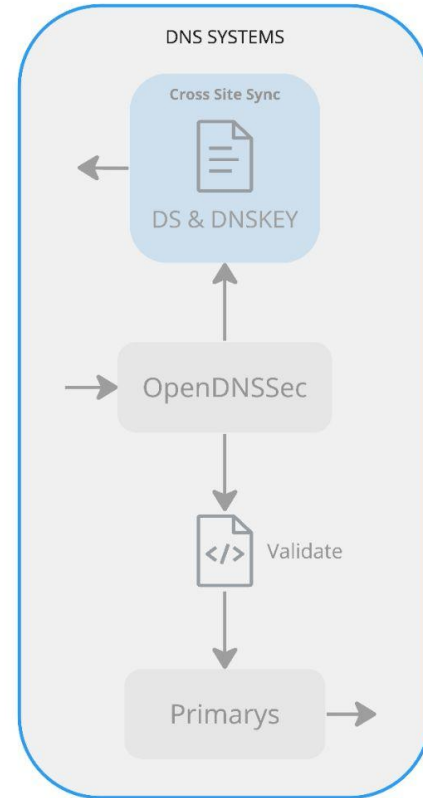 DNS SYSTEMS
Cross Site Sync
DS & DNSKEY
OpenDNSSec
</> Validate
Primarys